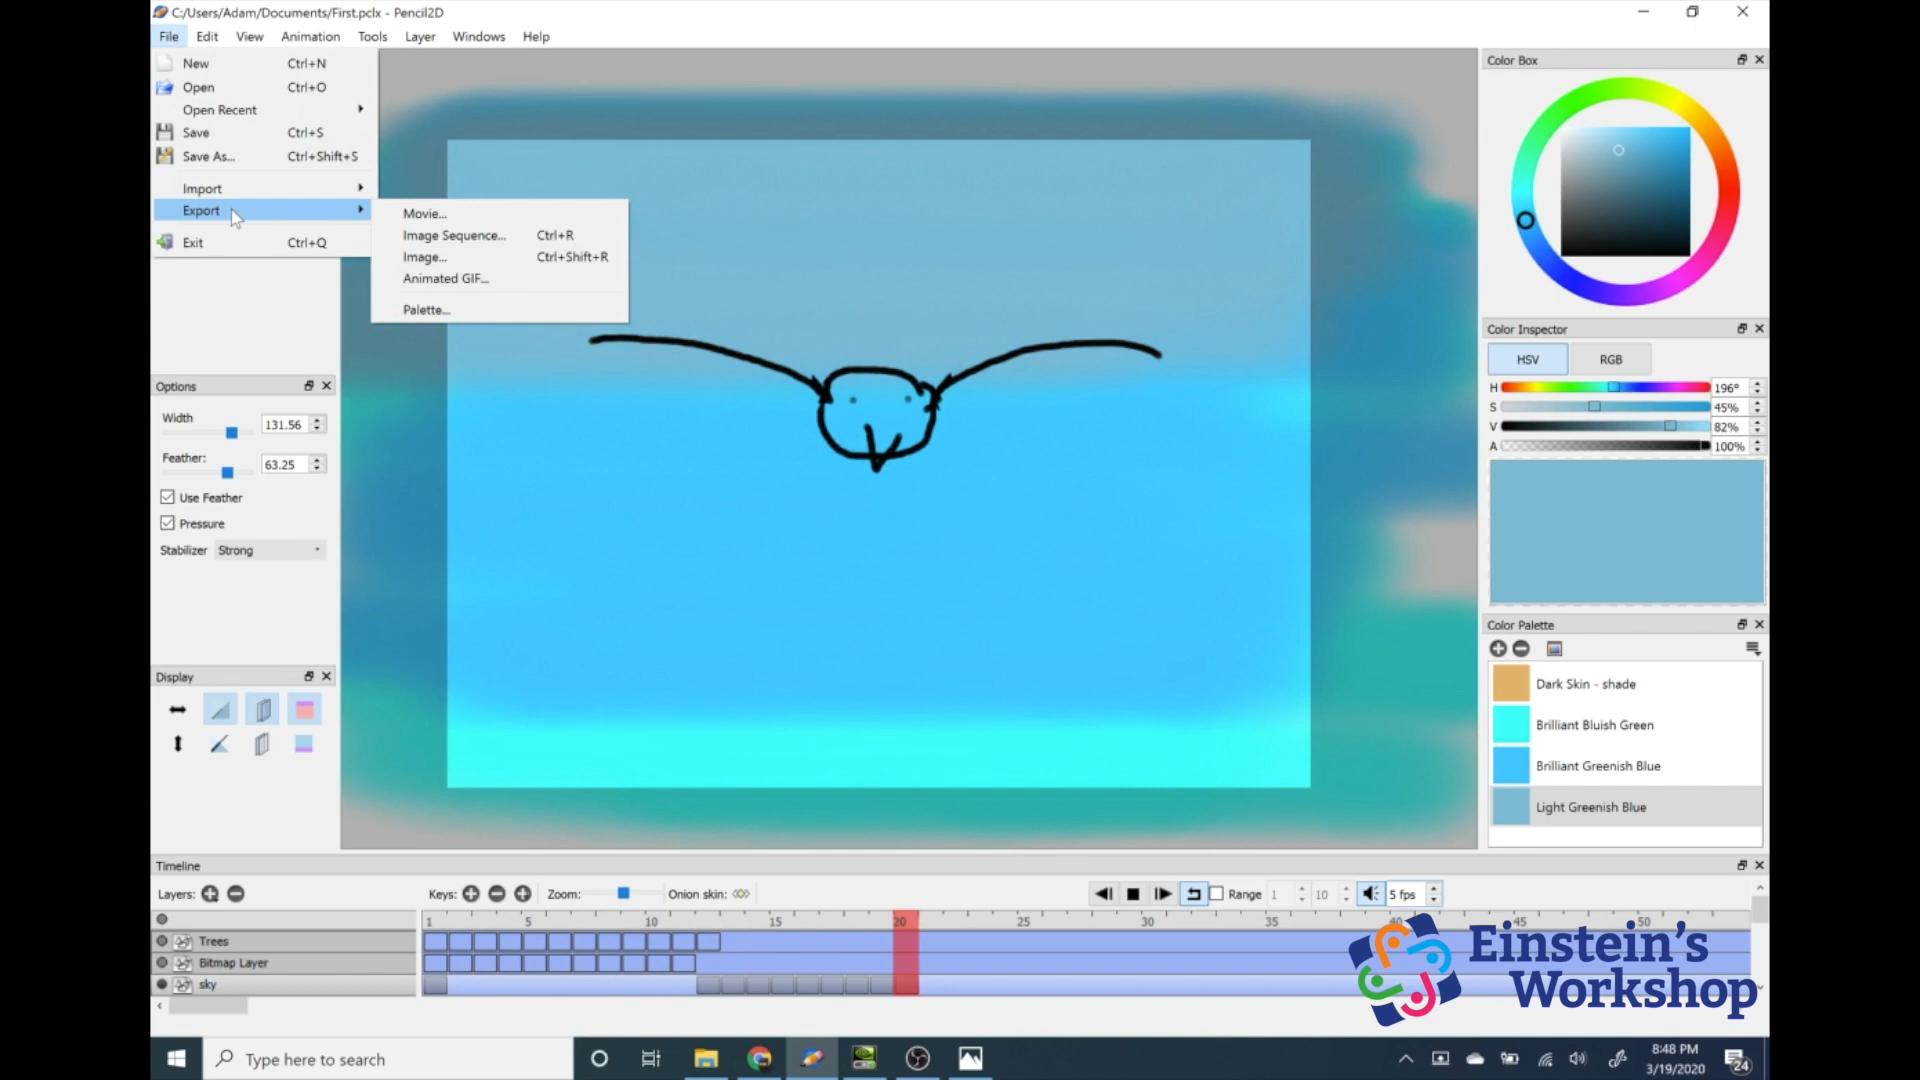 C:/Users/Adam/Documents/First.pclx - Pencil2D
File Edit View Animation Tools Layer Windows Help
New Ctrl+N
Open Ctrl+O
Open Recent
Save Ctrl+S
Save As... Ctrl+Shift+S
Import
Export
Exit Ctrl+Q
Movie...
Image Sequence... Ctrl+R
Image... Ctrl+Shift+R
Animated GIF...
Palette...
Options
Width
131.56
Feather:
63.25
Use Feather
Pressure
Stabilizer Strong
Display
Color Box
Color Inspector
HSV RGB
H 196°
S 45%
V 82%
A 100%
Color Palette
Dark Skin - shade
Brilliant Bluish Green
Brilliant Greenish Blue
Light Greenish Blue
Timeline
Layers: Keys: Zoom: Onion skin: Range 1 10 5 fps
1 5 10 15 20 25 30 35 40 45 50
Trees
Bitmap Layer
sky
Einstein's
Workshop
Type here to search
8:48 PM
3/19/2020
24